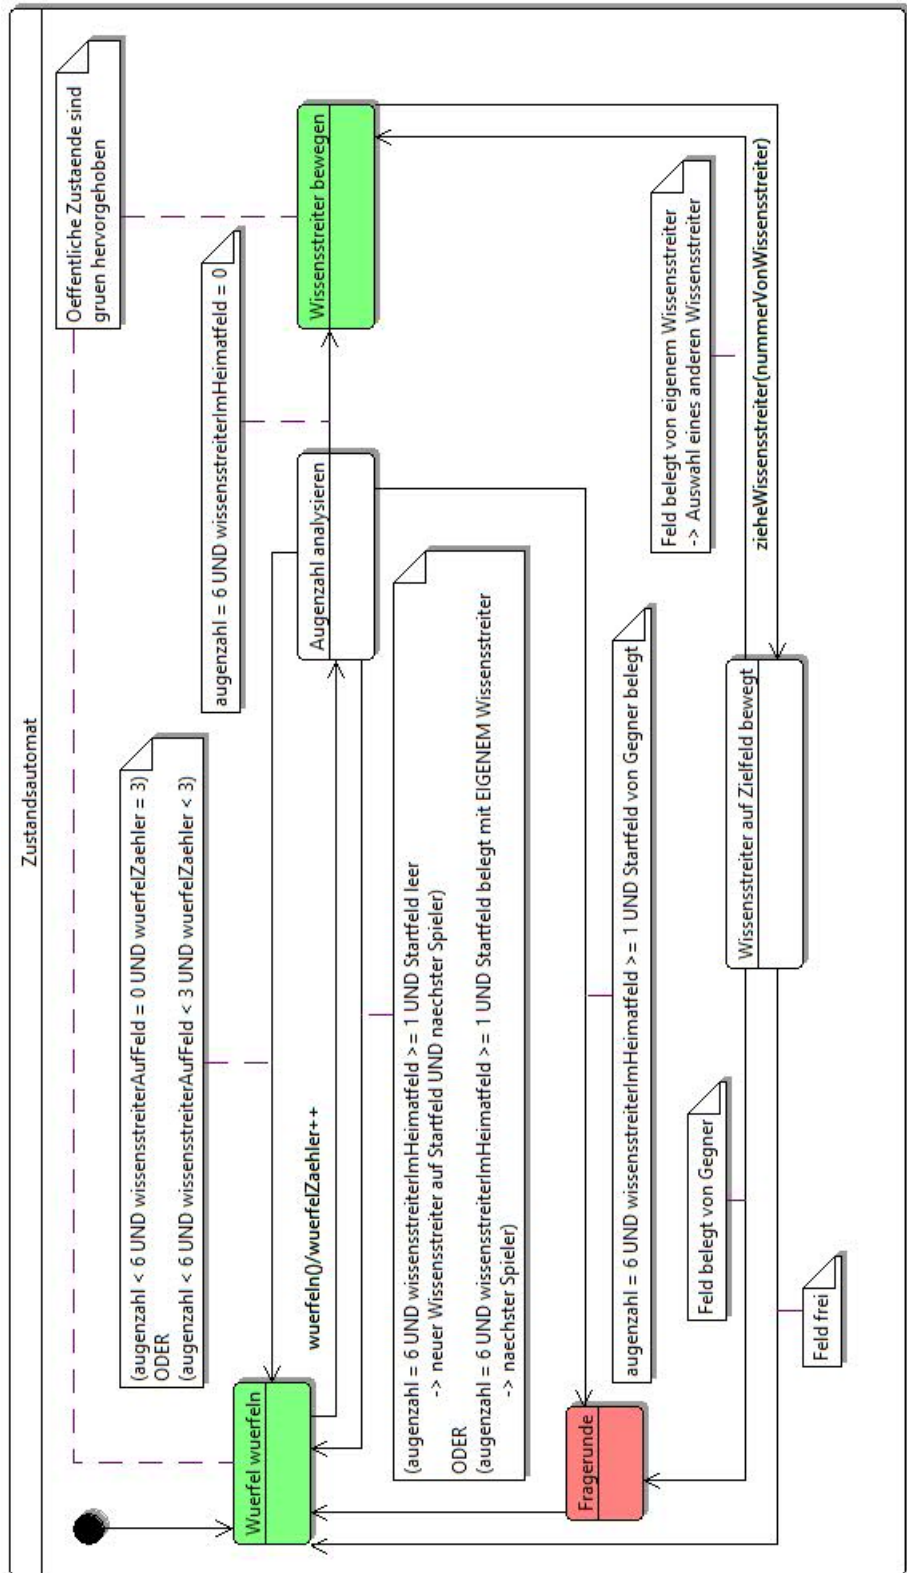 Zustandsautomat
Oeffentliche Zustaende sind
gruen hervorgehoben
(augenzahl < 6 UND wissensstreiterAufFeld = 0 UND wuerfelZaehler = 3)
ODER
(augenzahl < 6 UND wissensstreiterAufFeld < 3 UND wuerfelZaehler < 3)
augenzahl = 6 UND wissensstreiterImHeimatfeld = 0
Wuerfel wuerfeln
wuerfeln()/wuerfelZaehler++
Augenzahl analysieren
Wissensstreiter bewegen
(augenzahl = 6 UND wissensstreiterImHeimatfeld >= 1 UND Startfeld leer
-> neuer Wissensstreiter auf Startfeld UND naechster Spieler)
ODER
(augenzahl = 6 UND wissensstreiterImHeimatfeld >= 1 UND Startfeld belegt mit EIGENEM Wissensstreiter
-> naechster Spieler)
Fragerunde
augenzahl = 6 UND wissensstreiterImHeimatfeld >= 1 UND Startfeld von Gegner belegt
Feld belegt von eigenem Wissensstreiter
-> Auswahl eines anderen Wissensstreiter
Feld belegt von Gegner
Wissensstreiter auf Zielfeld bewegt
zieheWissensstreiter(nummerVonWissensstreiter)
Feld frei